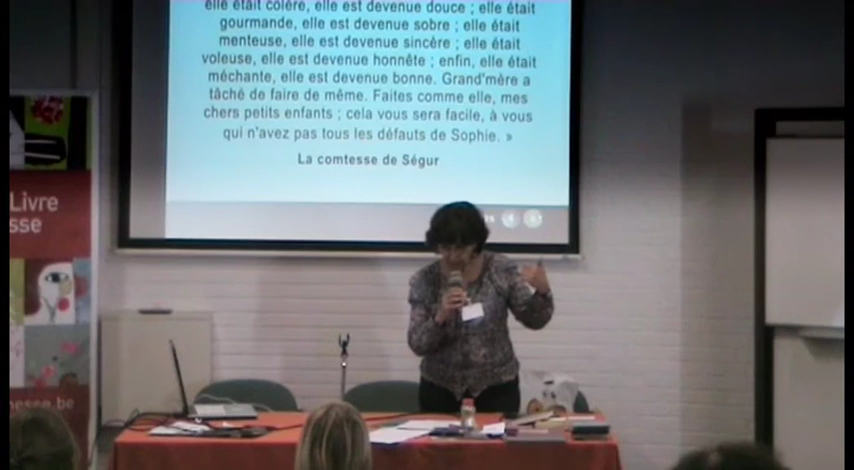 elle était colère, elle est devenue douce ; elle était
gourmande, elle est devenue sobre ; elle était
menteuse, elle est devenue sincère ; elle était
voleuse, elle est devenue honnête ; enfin, elle était
méchante, elle est devenue bonne. Grand'mère a
tâché de faire de même. Faites comme elle, mes
chers petits enfants ; cela vous sera facile, à vous
qui n'avez pas tous les défauts de Sophie. »
La comtesse de Ségur
Livre
sse
esse.be